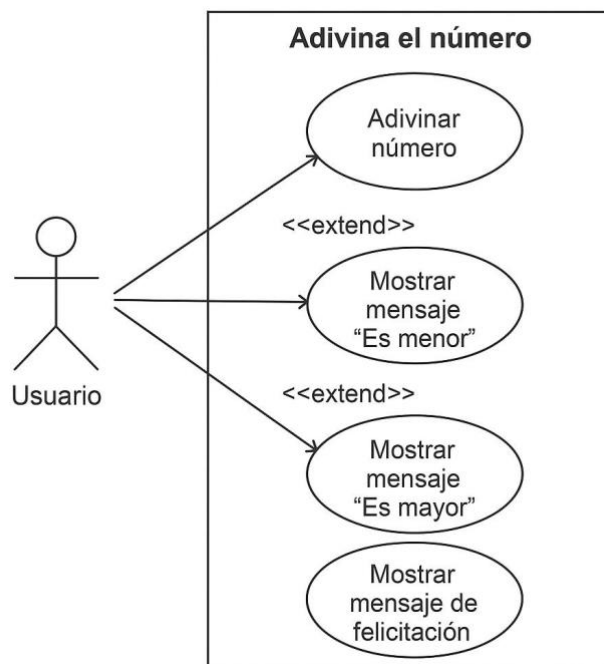 Adivina el número
Adivinar
número
<<extend>>
Mostrar
mensaje
“Es menor”
Usuario
<<extend>>
Mostrar
mensaje
“Es mayor”
Mostrar
mensaje de
felicitación